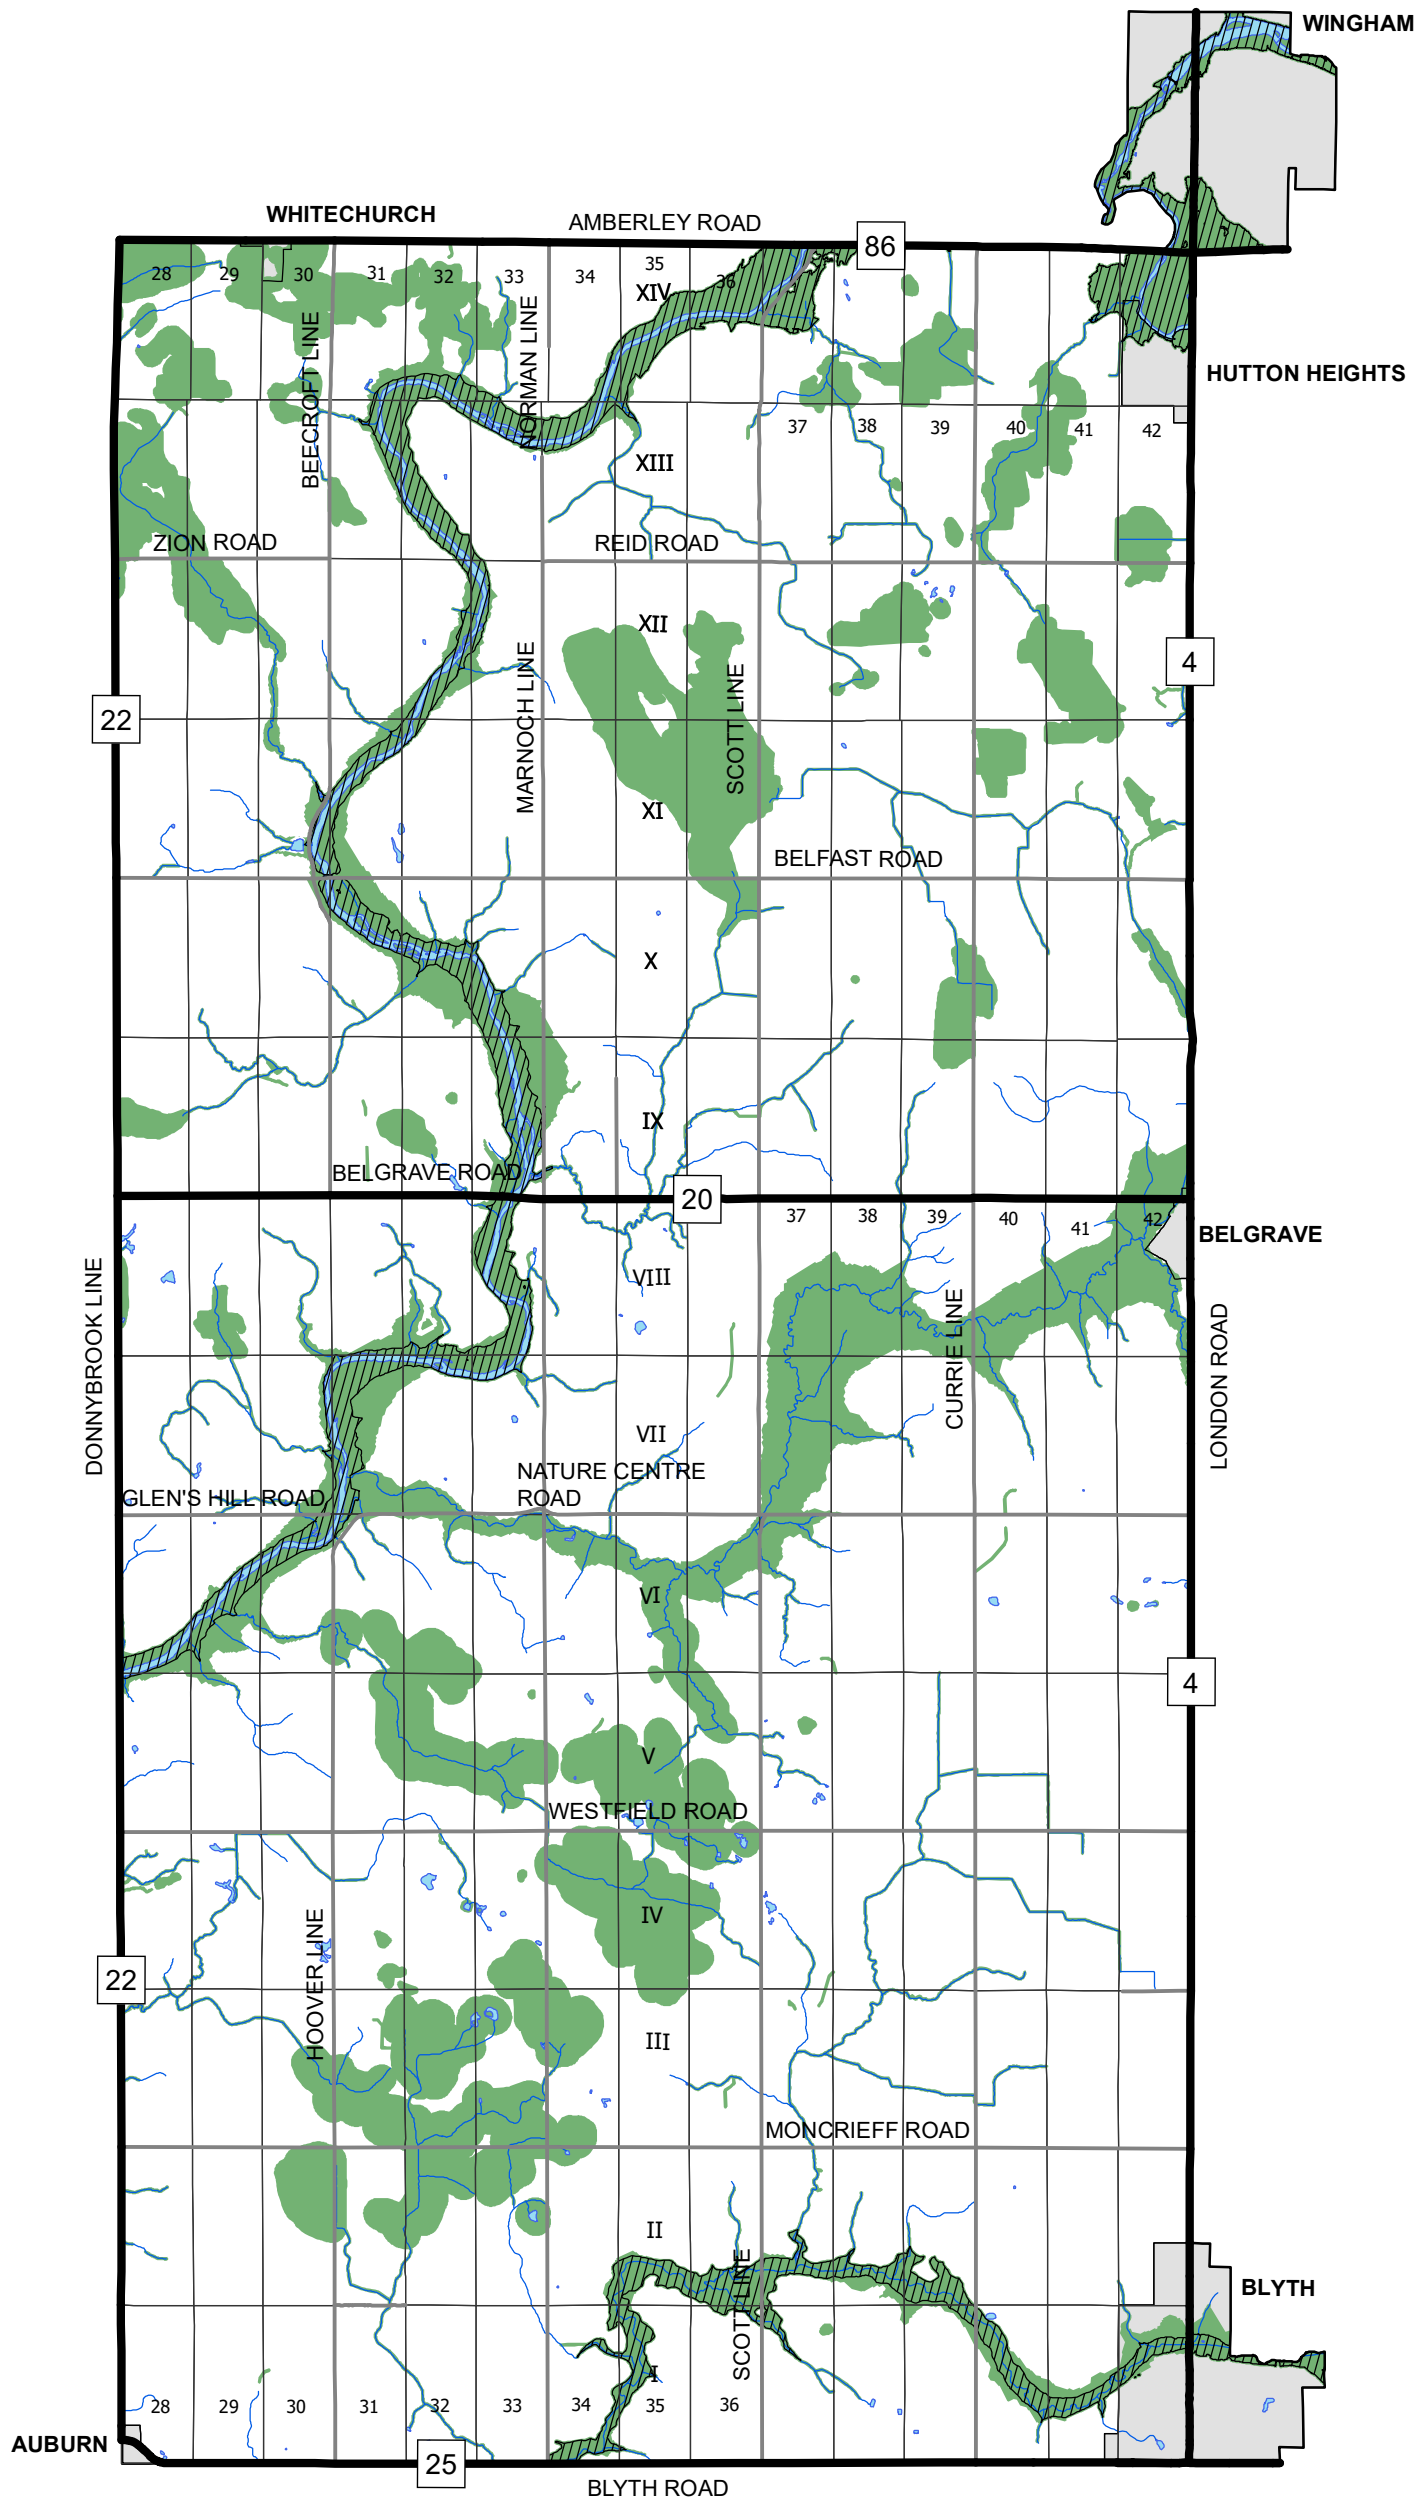 WINGHAM
WHITECHURCH
AMBERLEY ROAD
86
28
29
30
31
32
33
34
35
36
XIV
BEECROFT LINE
NORMAN LINE
HUTTON HEIGHTS
37
38
39
40
41
42
XIII
ZION ROAD
REID ROAD
XII
4
22
MARNOCH LINE
SCOTT LINE
XI
BELFAST ROAD
X
IX
BELGRAVE ROAD
20
37
38
39
40
41
42
BELGRAVE
VIII
DONNYBROOK LINE
CURRIE LINE
LONDON ROAD
VII
NATURE CENTRE
ROAD
GLEN'S HILL ROAD
VI
4
V
WESTFIELD ROAD
IV
HOOVER LINE
22
III
MONCRIEFF ROAD
II
SCOTT LINE
BLYTH
I
28
29
30
31
32
33
34
35
36
AUBURN
25
BLYTH ROAD